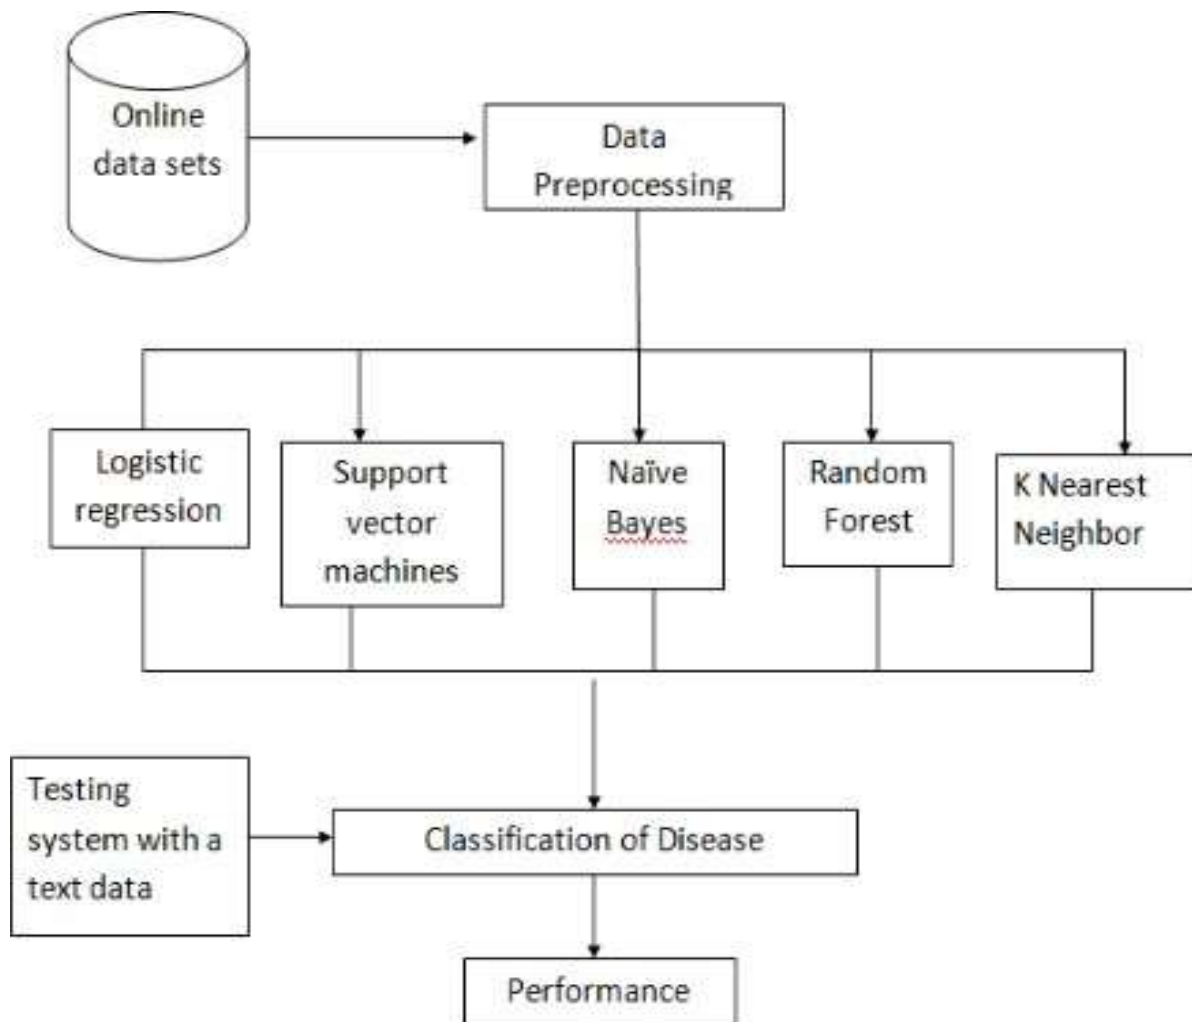 Online
data sets
Data
Preprocessing
Logistic
regression
Support
vector
machines
Naïve
Bayes
Random
Forest
K Nearest
Neighbor
Testing
system with a
text data
Classification of Disease
Performance